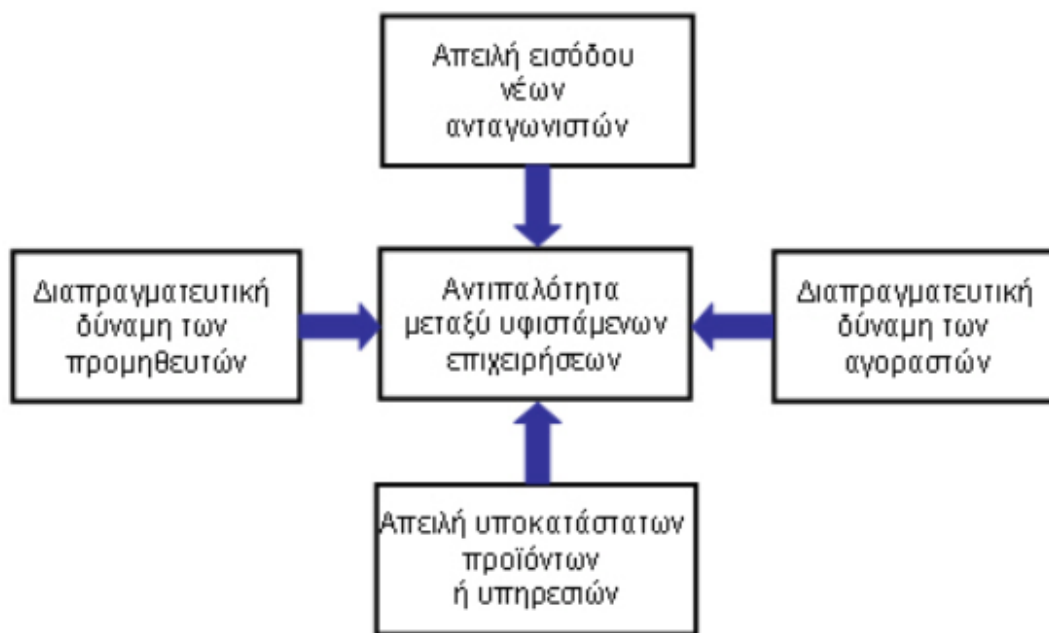 Απειλή εισόδου
νέων
ανταγωνιστών
Διαπραγματευτική
δύναμη των
προμηθευτών
Αντιπαλότητα
μεταξύ υφιστάμενων
επιχειρήσεων
Διαπραγματευτική
δύναμη των
αγοραστών
Απειλή υποκατάστατων
προϊόντων
ή υπηρεσιών